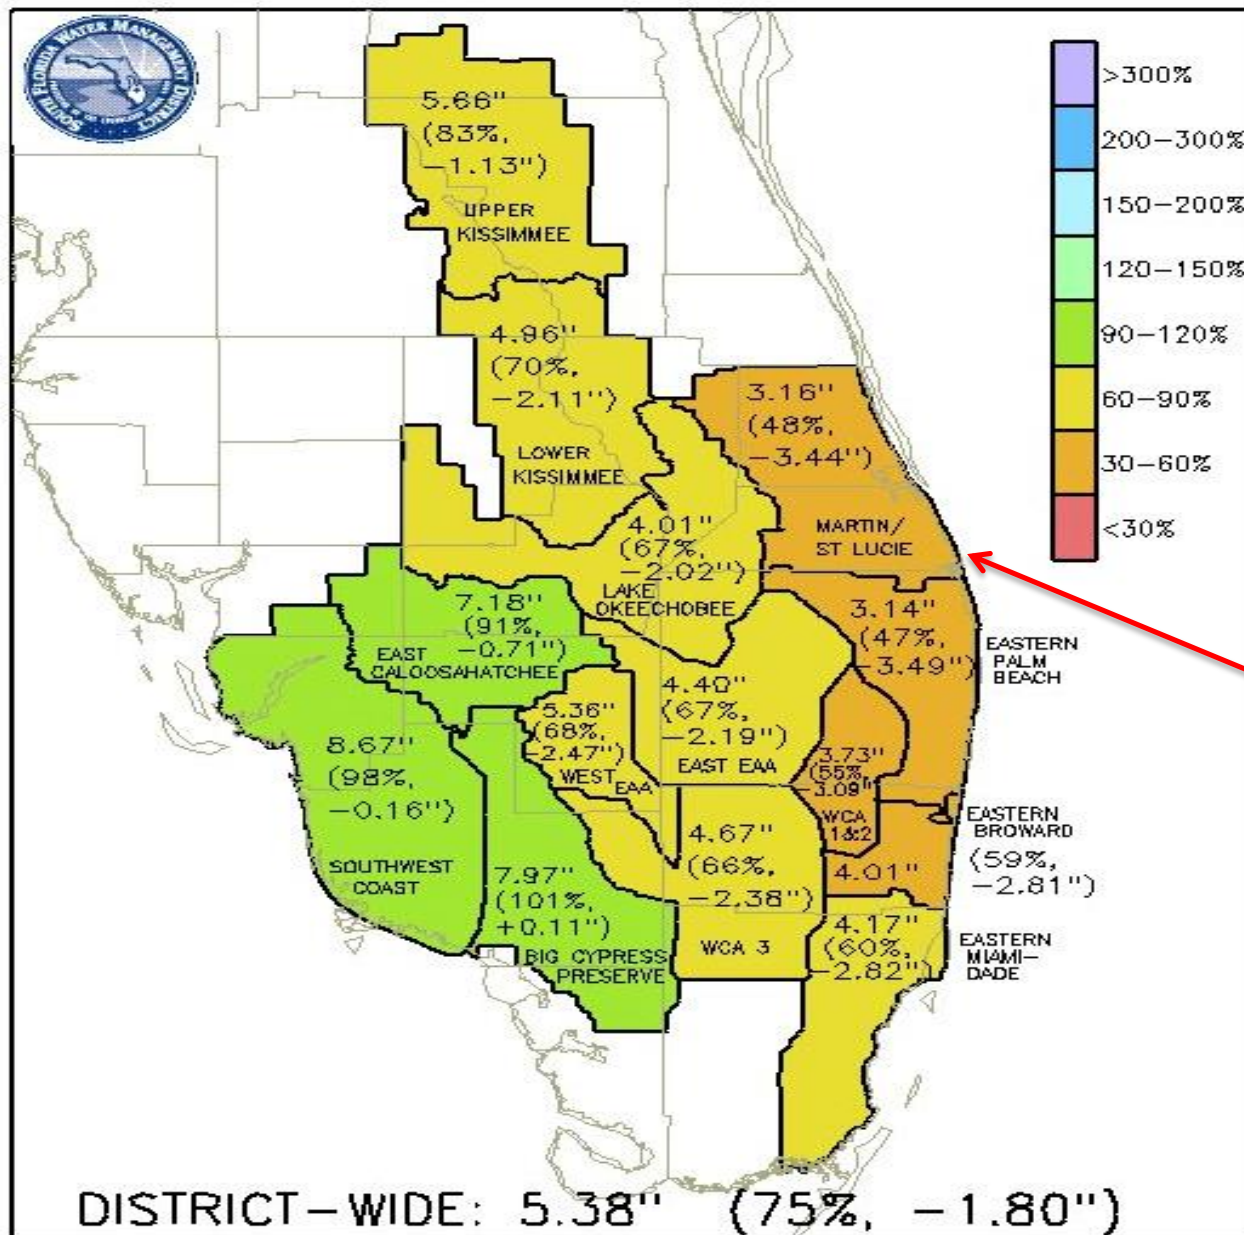 SOUTH FLORIDA WATER MANAGEMENT DISTRICT
>300%
200-300%
150-200%
120-150%
90-120%
60-90%
30-60%
<30%
5.66"
(83%,
-1.13")
UPPER
KISSIMMEE
4.96"
(70%,
-2.11")
LOWER
KISSIMMEE
3.16"
(48%,
-3.44")
MARTIN/
ST LUCIE
4.01"
(67%,
-2.02")
LAKE
OKEECHOBEE
7.18"
(91%,
-0.71")
EAST
CALOOSAHATCHEE
3.14"
(47%,
-3.49")
EASTERN
PALM
BEACH
4.40"
(67%,
-2.19")
EAST EAA
5.36"
(68%,
-2.47")
WEST EAA
8.67"
(98%,
-0.16")
SOUTHWEST
COAST
3.73"
(55%,
-3.09")
WCA
1&2
EASTERN
BROWARD
4.01"
(59%,
-2.81")
4.67"
(66%,
-2.38")
WCA 3
7.97"
(101%,
+0.11")
BIG CYPRESS
PRESERVE
4.17"
(60%,
-2.82")
EASTERN
MIAMI-
DADE
DISTRICT-WIDE: 5.38" (75%, -1.80")